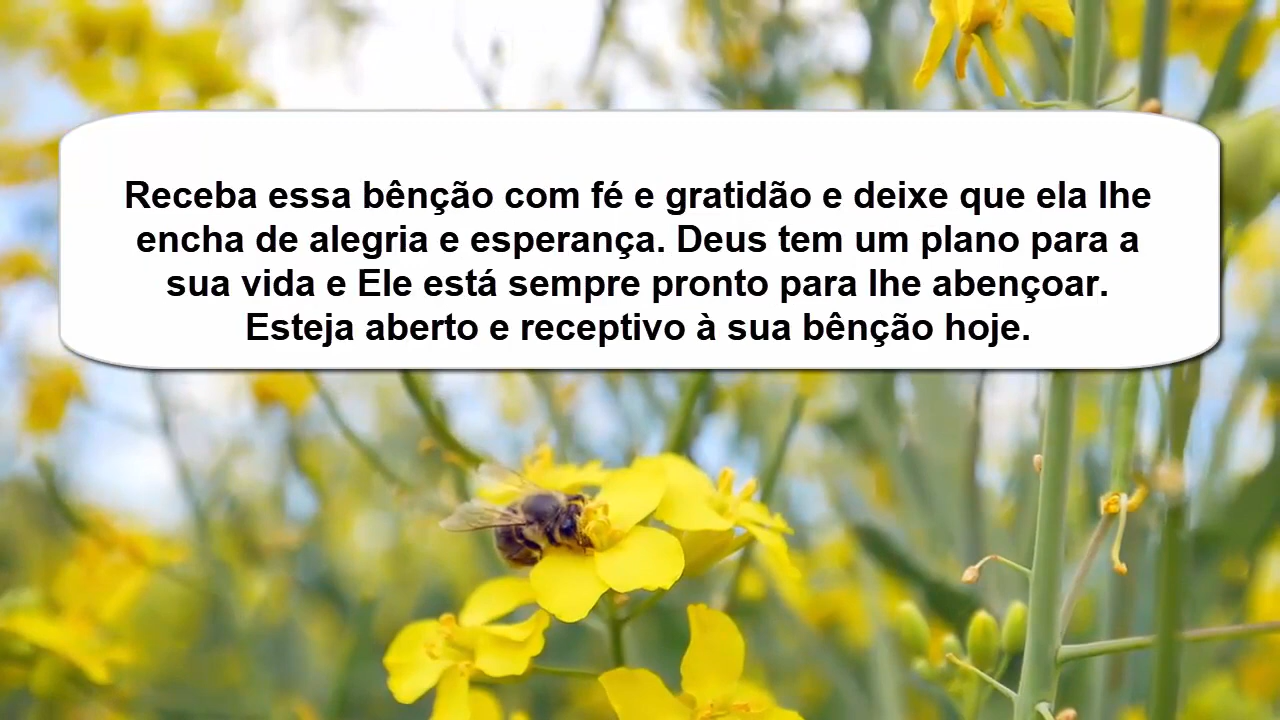 Receba essa bênção com fé e gratidão e deixe que ela lhe
encha de alegria e esperança. Deus tem um plano para a
sua vida e Ele está sempre pronto para lhe abençoar.
Esteja aberto e receptivo à sua bênção hoje.